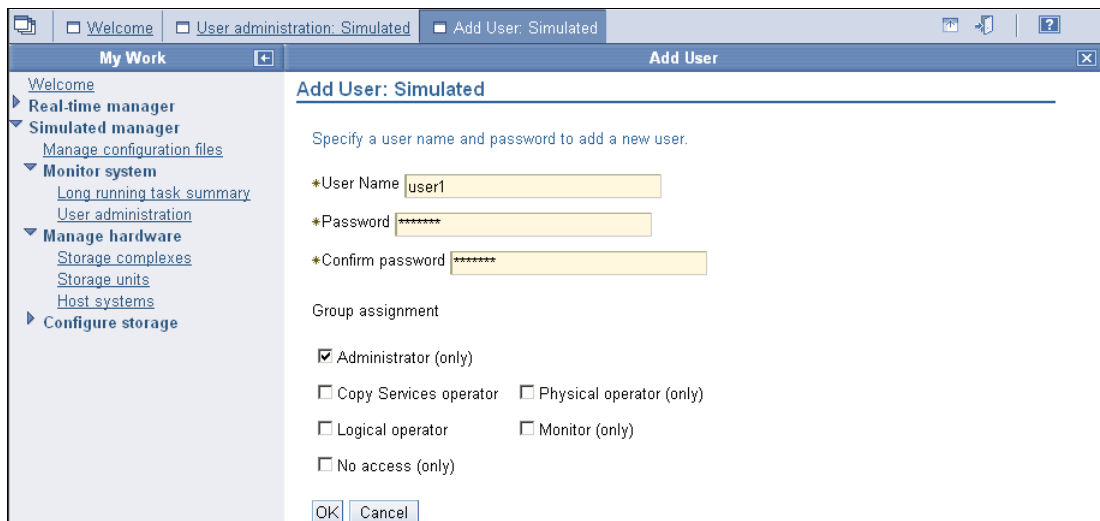 Welcome
User administration: Simulated
Add User: Simulated
?
My Work
Add User
Welcome
Real-time manager
Simulated manager
Manage configuration files
Monitor system
Long running task summary
User administration
Manage hardware
Storage complexes
Storage units
Host systems
Configure storage
Add User: Simulated
Specify a user name and password to add a new user.
*User Name user1
*Password *******
*Confirm password *******
Group assignment
Administrator (only)
Copy Services operator Physical operator (only)
Logical operator Monitor (only)
No access (only)
OK Cancel